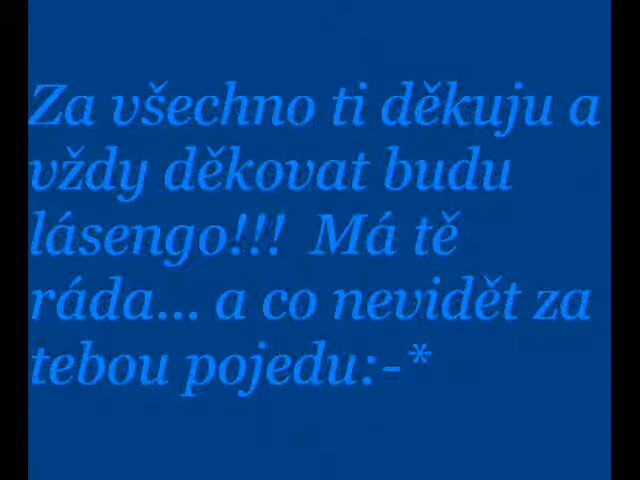 Za všechno ti děkuju a
vždy děkovat budu
lásengo!!! Má tě
ráda... a co nevidět za
tebou pojedu:-*